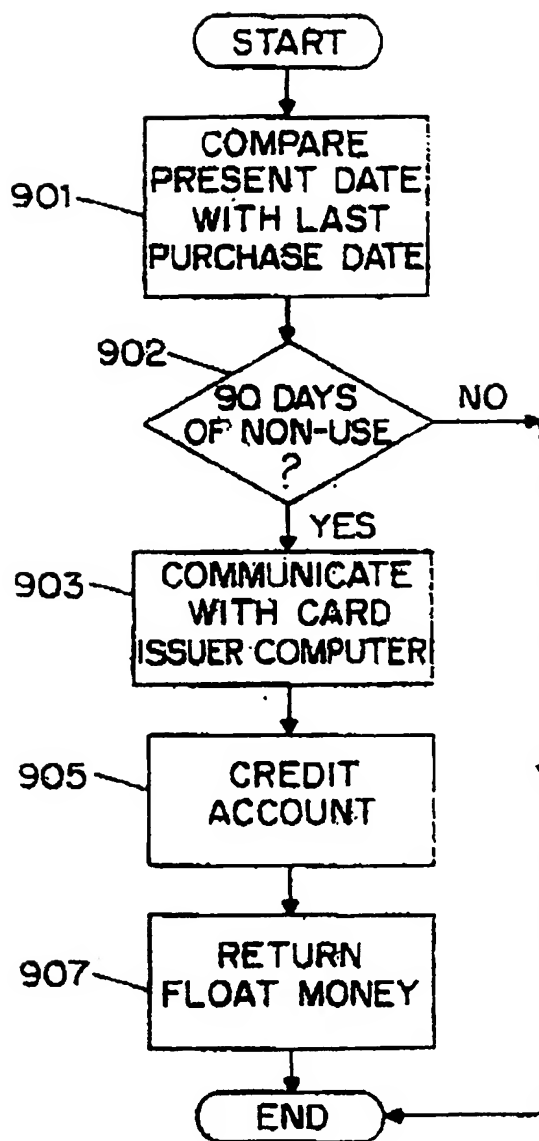 START
901
COMPARE
PRESENT DATE
WITH LAST
PURCHASE DATE
902
90 DAYS
OF NON-USE
?
NO
YES
903
COMMUNICATE
WITH CARD
ISSUER COMPUTER
905
CREDIT
ACCOUNT
907
RETURN
FLOAT MONEY
END